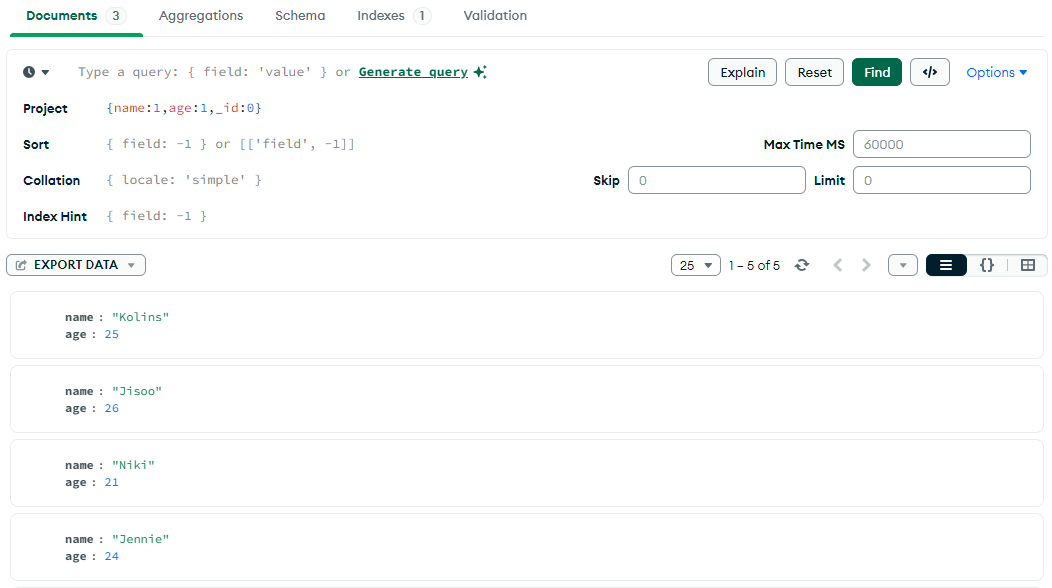 Documents 3 Aggregations Schema Indexes 1 Validation
Type a query: { field: 'value' } or Generate query Explain Reset Find </> Options
Project {name:1,age:1,_id:0}
Sort { field: -1 } or [['field', -1]] Max Time MS 60000
Collation { locale: 'simple' } Skip 0 Limit 0
Index Hint { field: -1 }
EXPORT DATA 25 1 – 5 of 5 {}
name : "Kolins"
age : 25
name : "Jisoo"
age : 26
name : "Niki"
age : 21
name : "Jennie"
age : 24